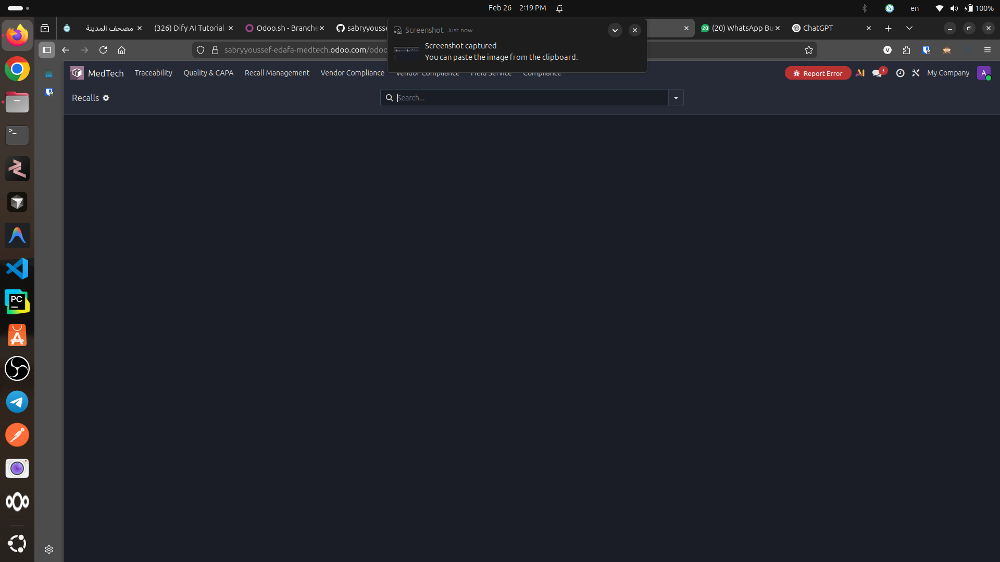 Feb 26 2:19 PM
en
100%
مصحف المدينة
(326) Dify AI Tutorial
Odoo.sh - Branche
sabryyousse
(20) WhatsApp Bu
ChatGPT
Screenshot Just now
Screenshot captured
You can paste the image from the clipboard.
sabryyoussef-edafa-medtech.odoo.com/odoo
MedTech
Traceability
Quality & CAPA
Recall Management
Vendor Compliance
Vendor Compliance
Field Service
Compliance
Report Error
AI
3
My Company
A
Recalls
Search...
>_
PC
20
V